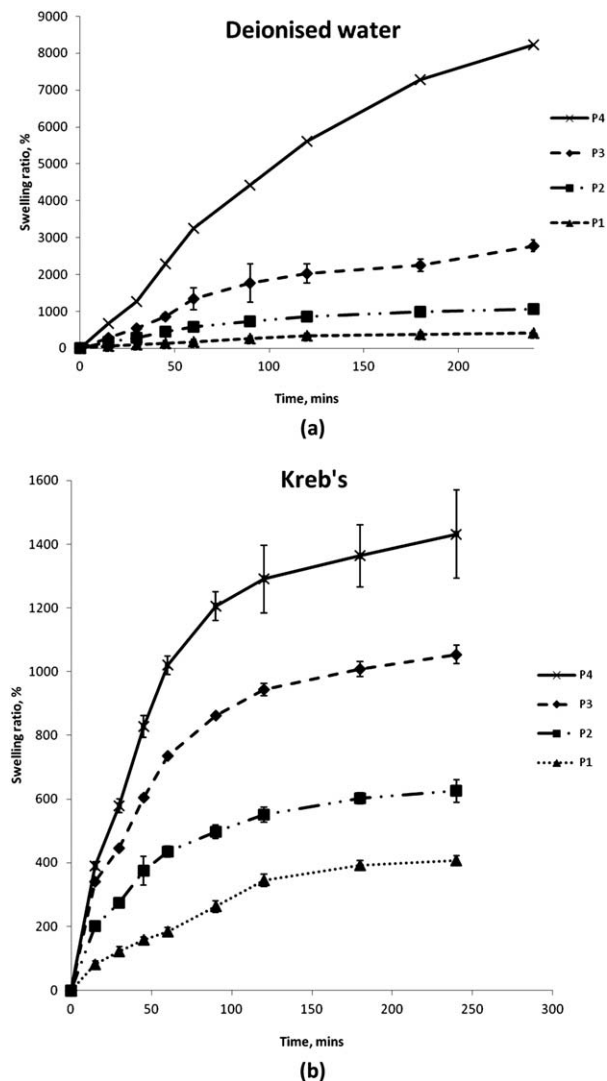 Deionised water
9000
8000
7000
6000
5000
4000
3000
2000
1000
0
Swelling ratio, %
0 50 100 150 200
Time, mins
P4
P3
P2
P1
(a)
Kreb's
1600
1400
1200
1000
800
600
400
200
0
Swelling ratio, %
0 50 100 150 200 250 300
Time, mins
P4
P3
P2
P1
(b)